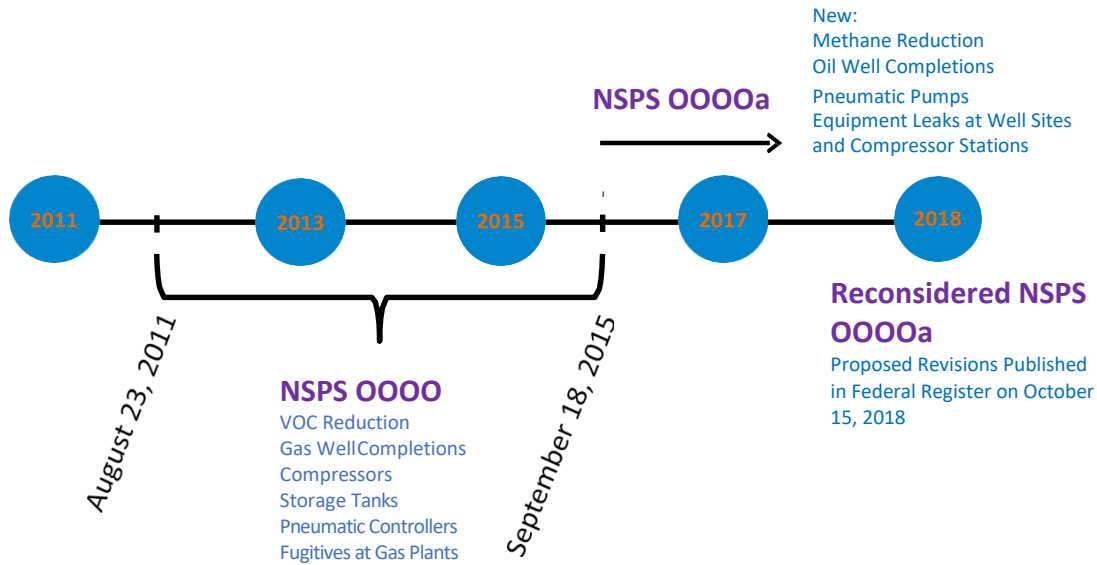 New:
Methane Reduction
Oil Well Completions
Pneumatic Pumps
Equipment Leaks at Well Sites
and Compressor Stations
NSPS OOOOa
2011
2013
2015
2017
2018
August 23, 2011
September 18, 2015
NSPS OOOO
VOC Reduction
Gas Well Completions
Compressors
Storage Tanks
Pneumatic Controllers
Fugitives at Gas Plants
Reconsidered NSPS
OOOOa
Proposed Revisions Published
in Federal Register on October
15, 2018